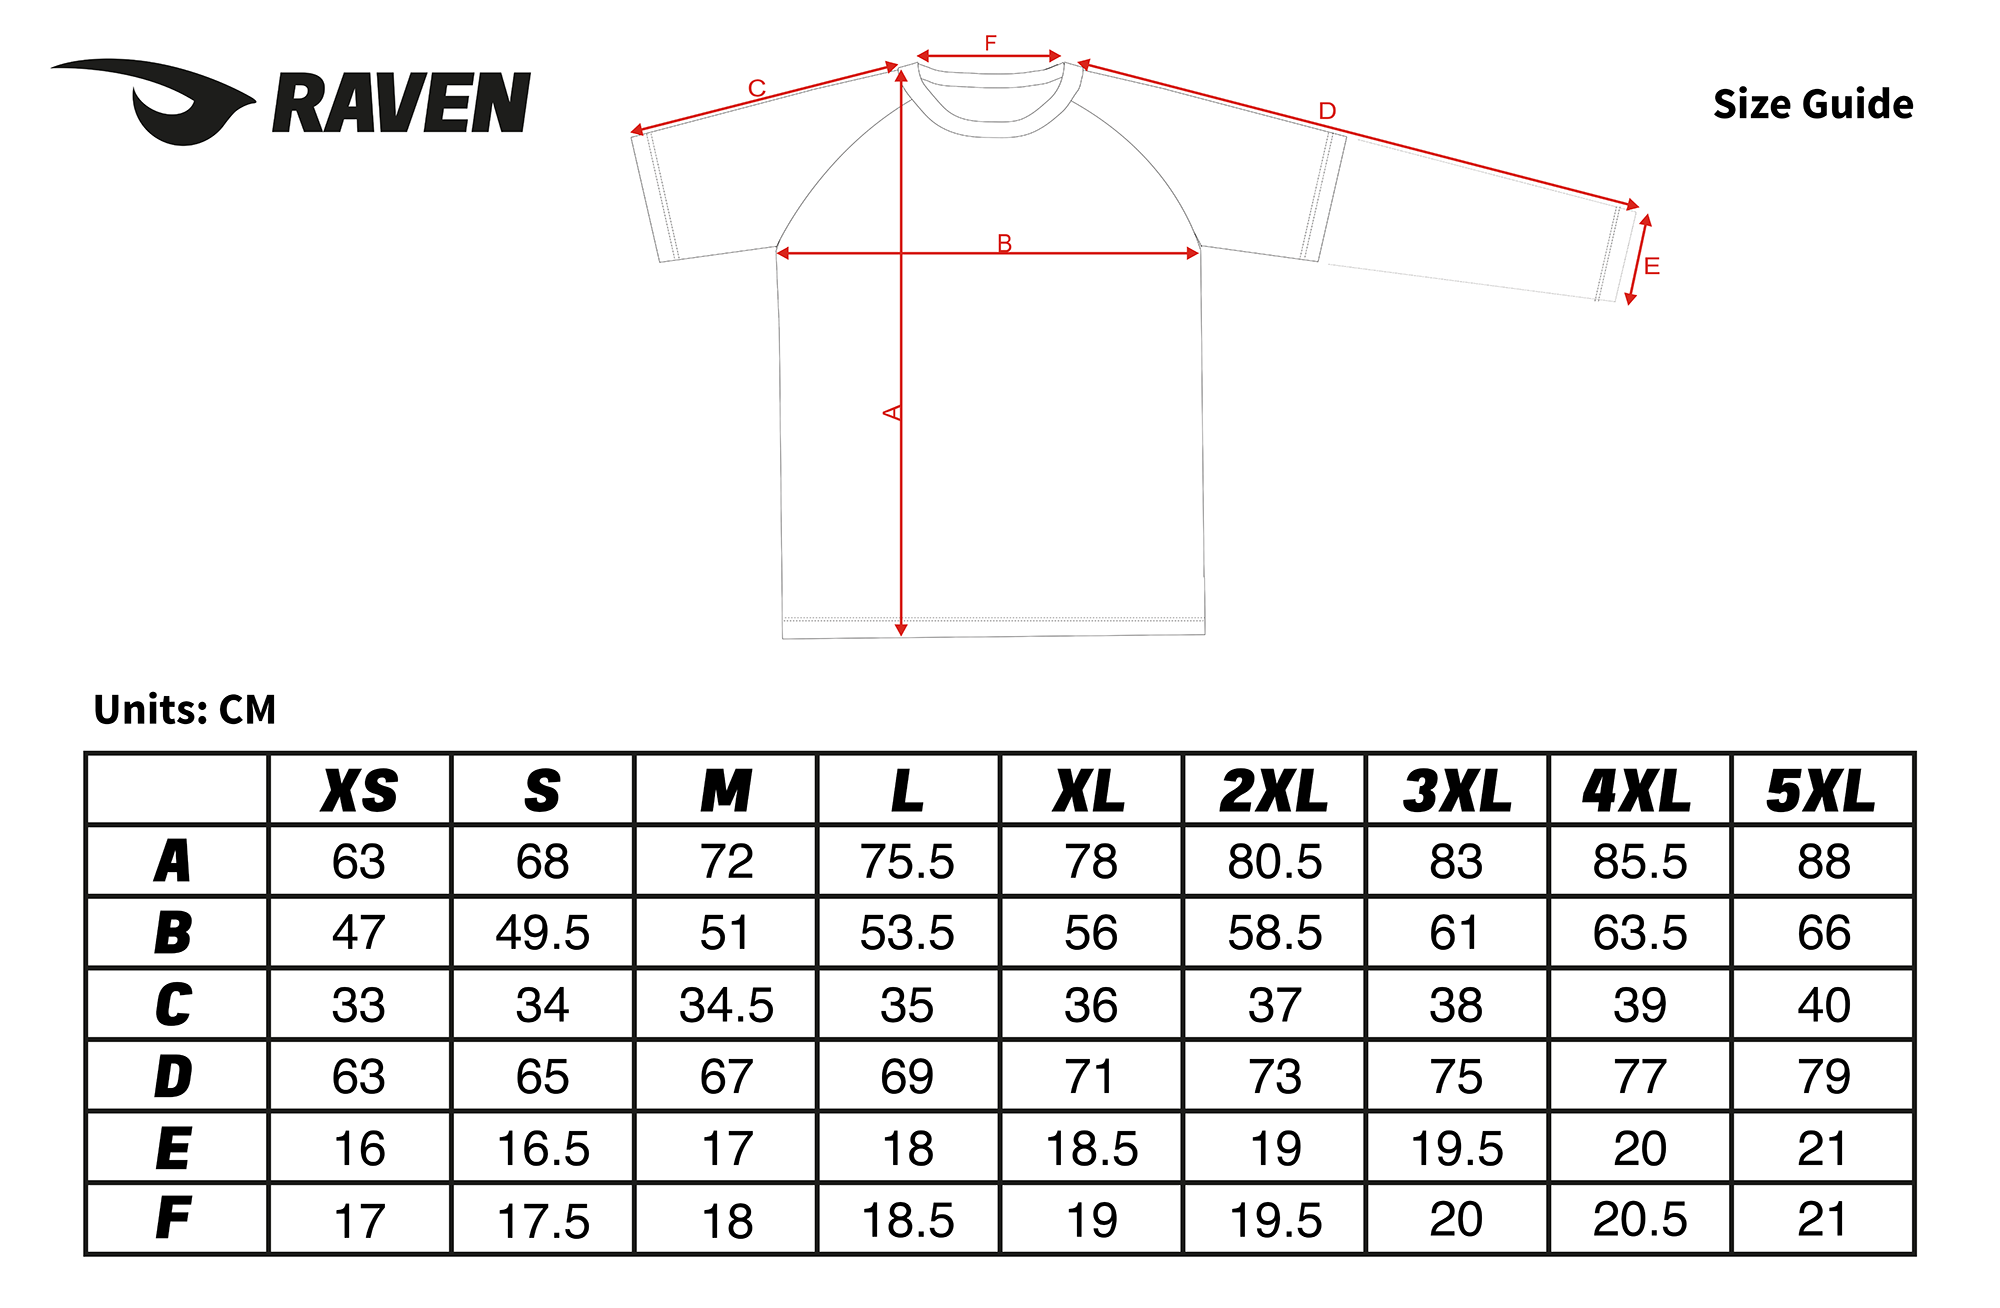 RAVEN
Size Guide
F
C
D
B
E
A
Units: CM
XS S M L XL 2XL 3XL 4XL 5XL
A 63 68 72 75.5 78 80.5 83 85.5 88
B 47 49.5 51 53.5 56 58.5 61 63.5 66
C 33 34 34.5 35 36 37 38 39 40
D 63 65 67 69 71 73 75 77 79
E 16 16.5 17 18 18.5 19 19.5 20 21
F 17 17.5 18 18.5 19 19.5 20 20.5 21